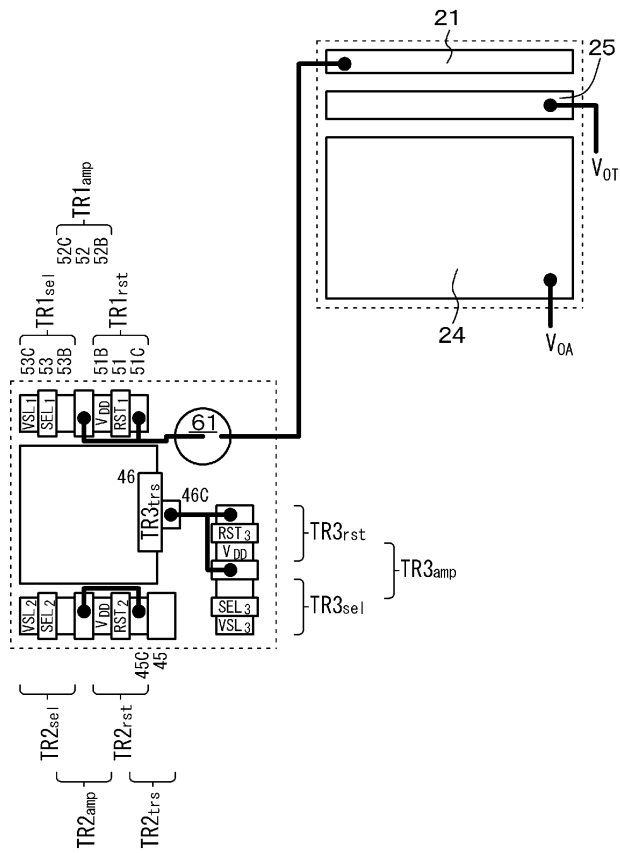 21
25
V_OT
24
V_OA
TR1amp
52C
52
52B
TR1sel
TR1rst
53C
53
53B
51B
51
51C
VSL1
SEL1
VDD
RST1
61
46
TR3trs
46C
RST3
VDD
SEL3
VSL3
TR3rst
TR3amp
TR3sel
VSL2
SEL2
VDD
RST2
45C
45
TR2sel
TR2rst
TR2amp
TR2trs